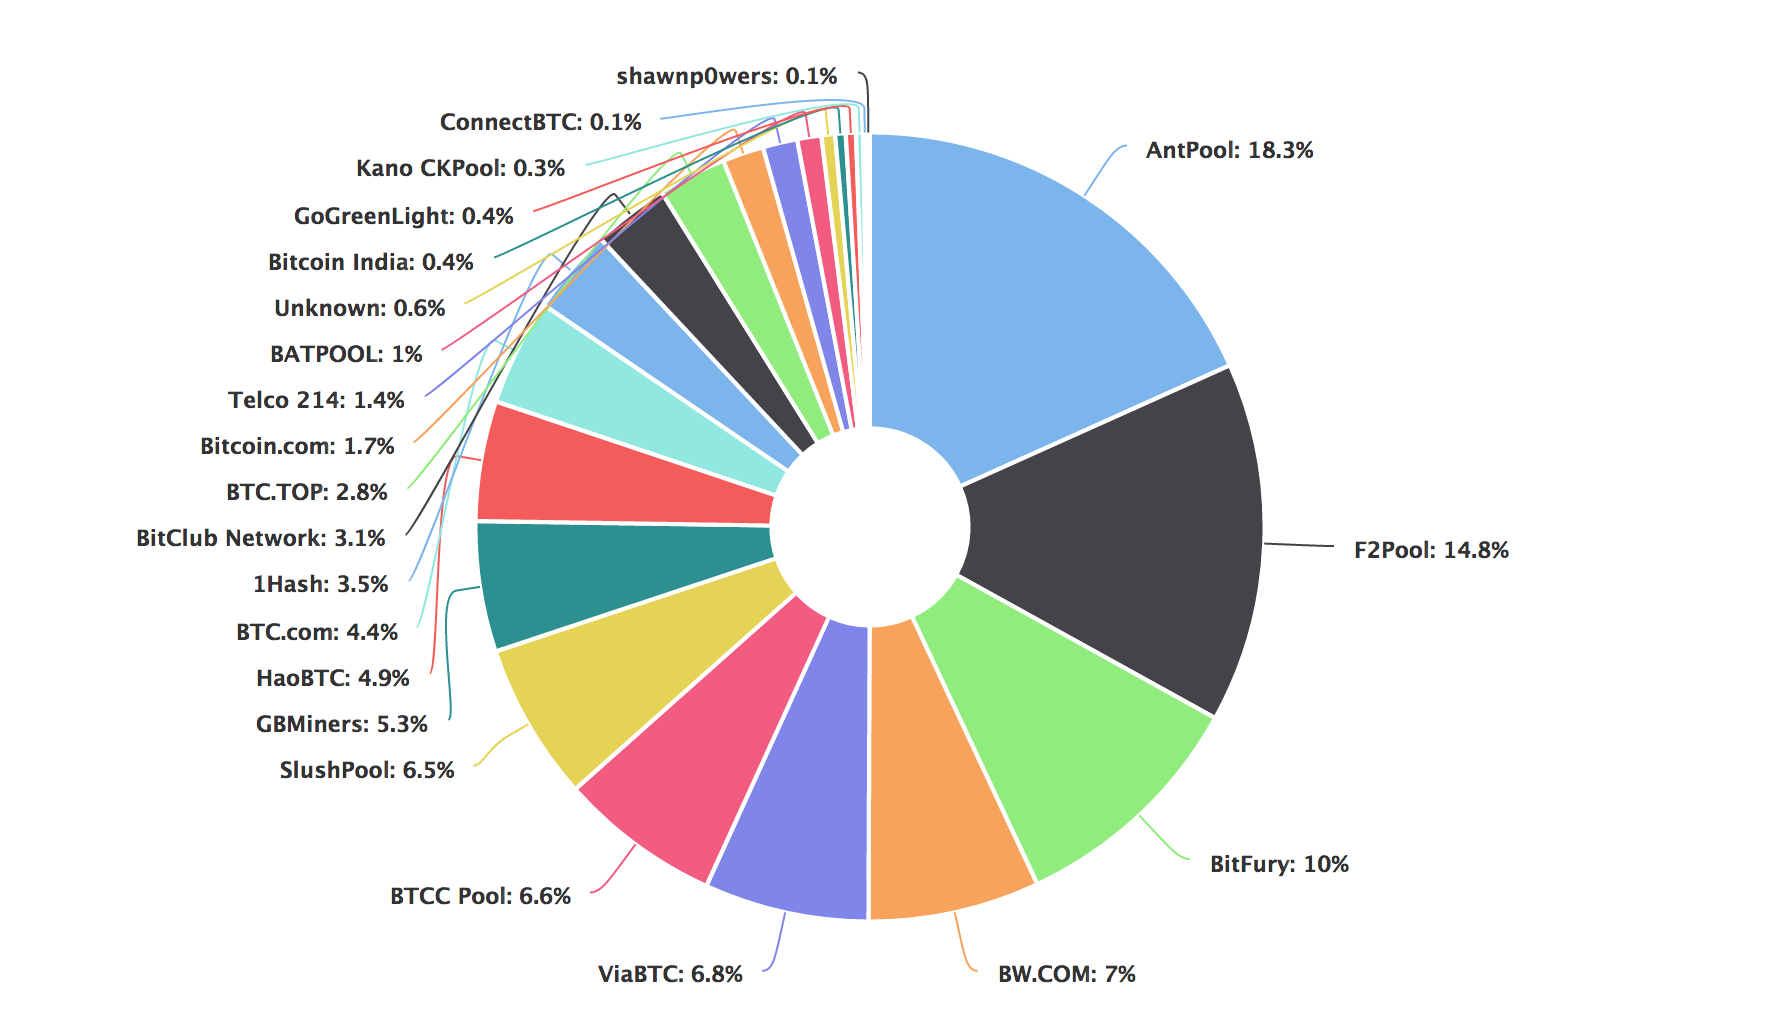 shawnp0wers: 0.1%
ConnectBTC: 0.1%
AntPool: 18.3%
Kano CKPool: 0.3%
GoGreenLight: 0.4%
Bitcoin India: 0.4%
Unknown: 0.6%
BATPOOL: 1%
Telco 214: 1.4%
Bitcoin.com: 1.7%
BTC.TOP: 2.8%
BitClub Network: 3.1%
F2Pool: 14.8%
1Hash: 3.5%
BTC.com: 4.4%
HaoBTC: 4.9%
GBMiners: 5.3%
SlushPool: 6.5%
BitFury: 10%
BTCC Pool: 6.6%
ViaBTC: 6.8%
BW.COM: 7%